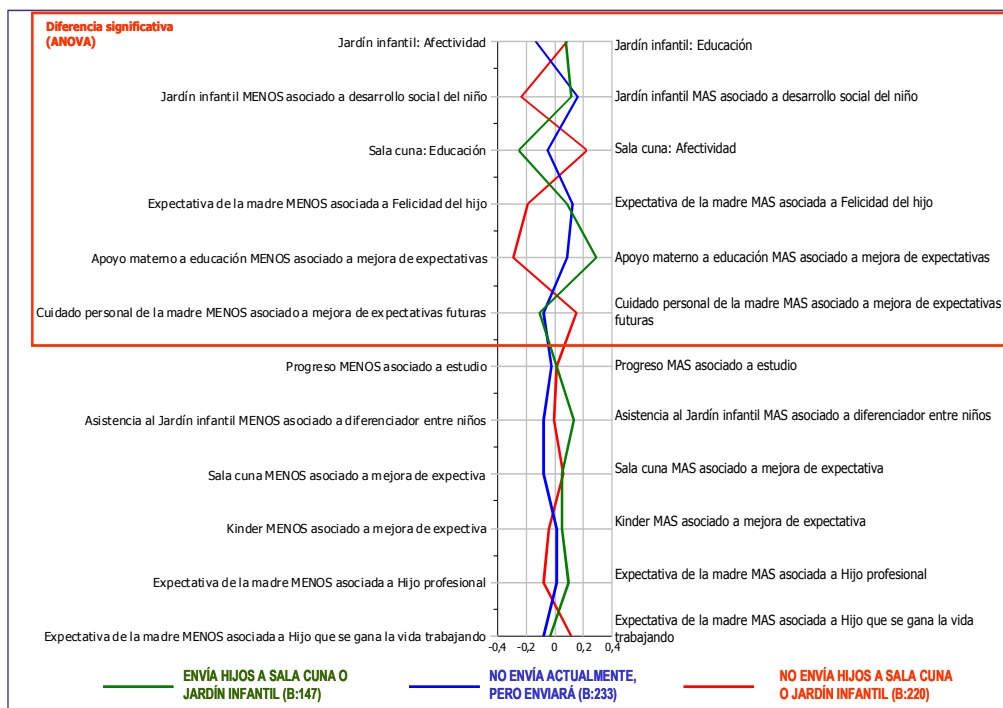 Diferencia significativa
(ANOVA)
Jardín infantil: Afectividad
Jardín infantil: Educación
Jardín infantil MENOS asociado a desarrollo social del niño
Jardín infantil MAS asociado a desarrollo social del niño
Sala cuna: Educación
Sala cuna: Afectividad
Expectativa de la madre MENOS asociada a Felicidad del hijo
Expectativa de la madre MAS asociada a Felicidad del hijo
Apoyo materno a educación MENOS asociado a mejora de expectativas
Apoyo materno a educación MAS asociado a mejora de expectativas
Cuidado personal de la madre MENOS asociado a mejora de expectativas futuras
Cuidado personal de la madre MAS asociado a mejora de expectativas
futuras
Progreso MENOS asociado a estudio
Progreso MAS asociado a estudio
Asistencia al Jardín infantil MENOS asociado a diferenciador entre niños
Asistencia al Jardín infantil MAS asociado a diferenciador entre niños
Sala cuna MENOS asociado a mejora de expectiva
Sala cuna MAS asociado a mejora de expectativa
Kinder MENOS asociado a mejora de expectiva
Kinder MAS asociado a mejora de expectativa
Expectativa de la madre MENOS asociada a Hijo profesional
Expectativa de la madre MAS asociada a Hijo profesional
Expectativa de la madre MENOS asociada a Hijo que se gana la vida trabajando
Expectativa de la madre MAS asociada a Hijo que se gana la vida
trabajando
-0,4 -0,2 0 0,2 0,4
ENVÍA HIJOS A SALA CUNA O
JARDÍN INFANTIL (B:147)
NO ENVÍA ACTUALMENTE,
PERO ENVIARÁ (B:233)
NO ENVÍA HIJOS A SALA CUNA
O JARDÍN INFANTIL (B:220)